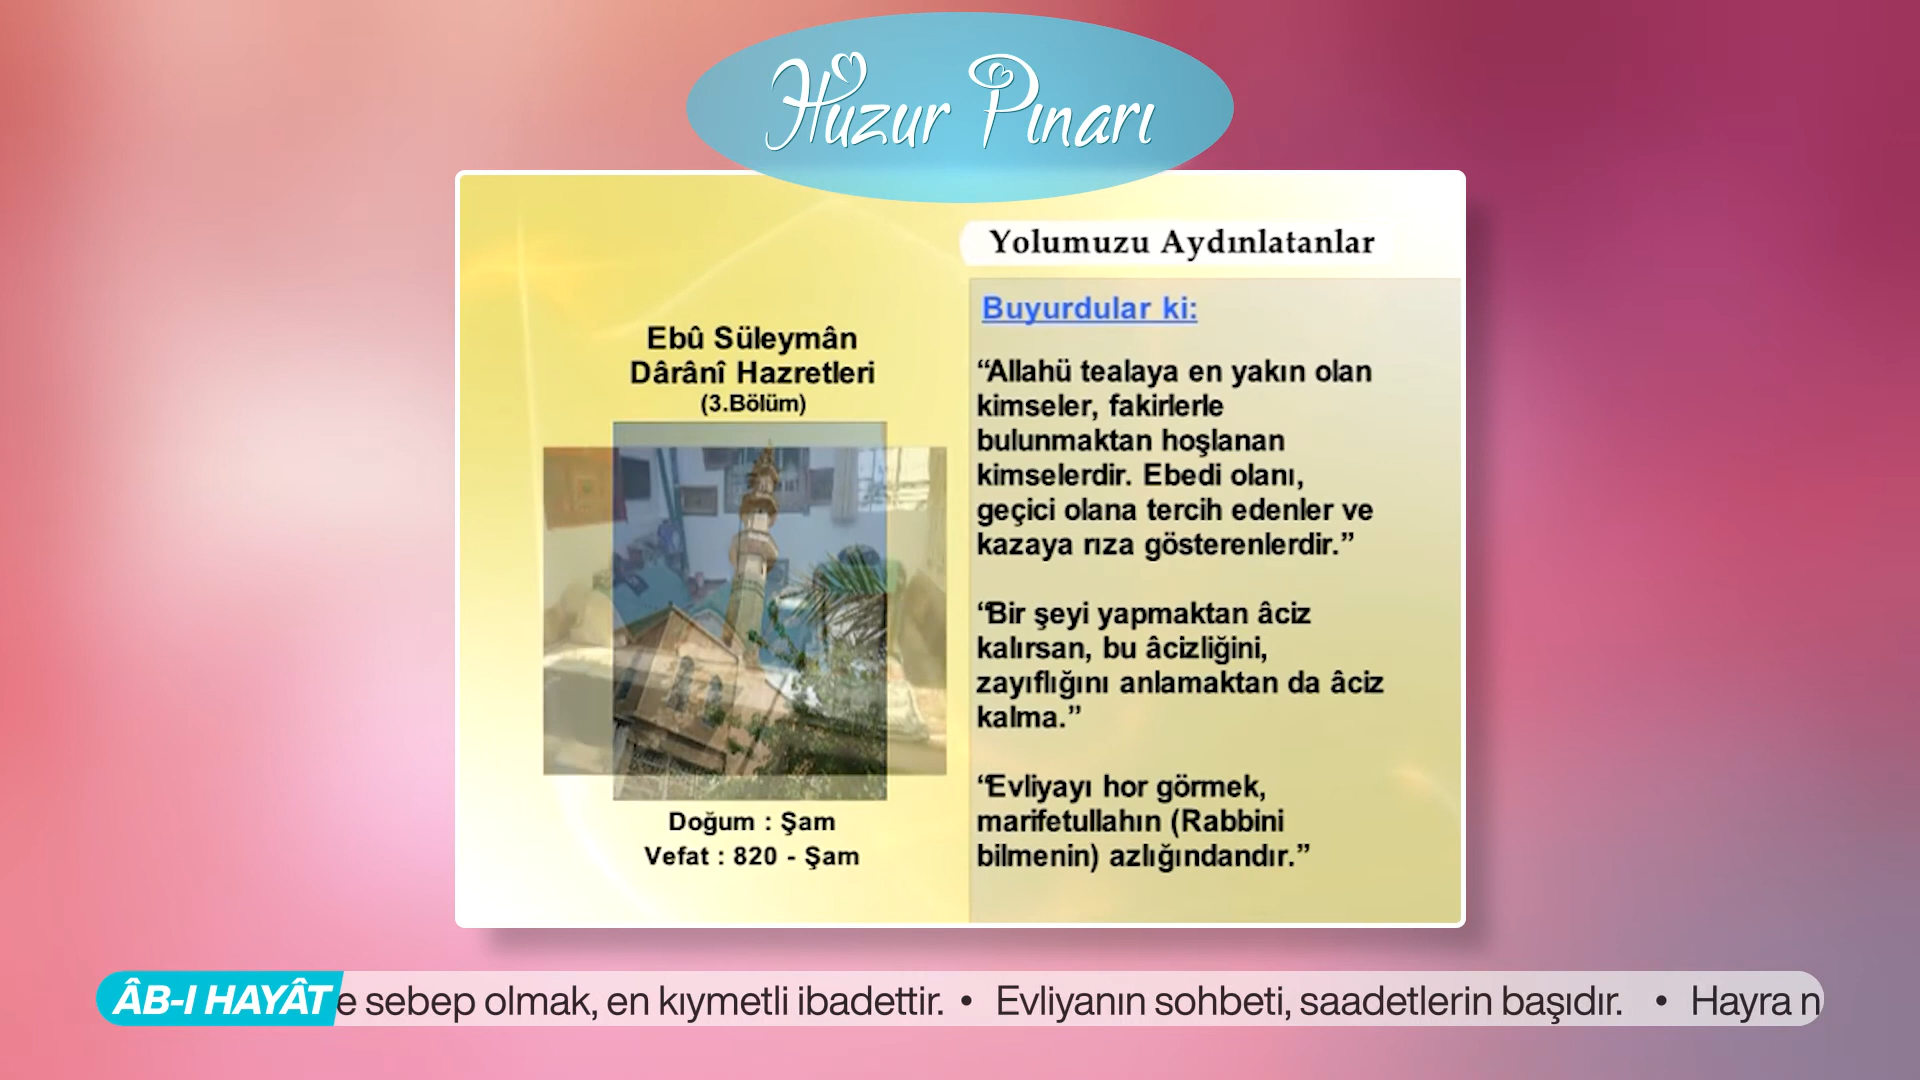 Huzur Pınarı
Yolumuzu Aydınlatanlar
Ebû Süleymân
Dârânî Hazretleri
(3.Bölüm)
Doğum : Şam
Vefat : 820 - Şam
Buyurdular ki:
“Allahü tealaya en yakın olan
kimseler, fakirlerle
bulunmaktan hoşlanan
kimselerdir. Ebedi olanı,
geçici olana tercih edenler ve
kazaya rıza gösterenlerdir.”
“Bir şeyi yapmaktan âciz
kalırsan, bu âcizliğini,
zayıflığını anlamaktan da âciz
kalma.”
“Evliyayı hor görmek,
marifetullahın (Rabbini
bilmenin) azlığındandır.”
ÂB-I HAYÂT e sebep olmak, en kıymetli ibadettir. • Evliyanın sohbeti, saadetlerin başıdır. • Hayra n